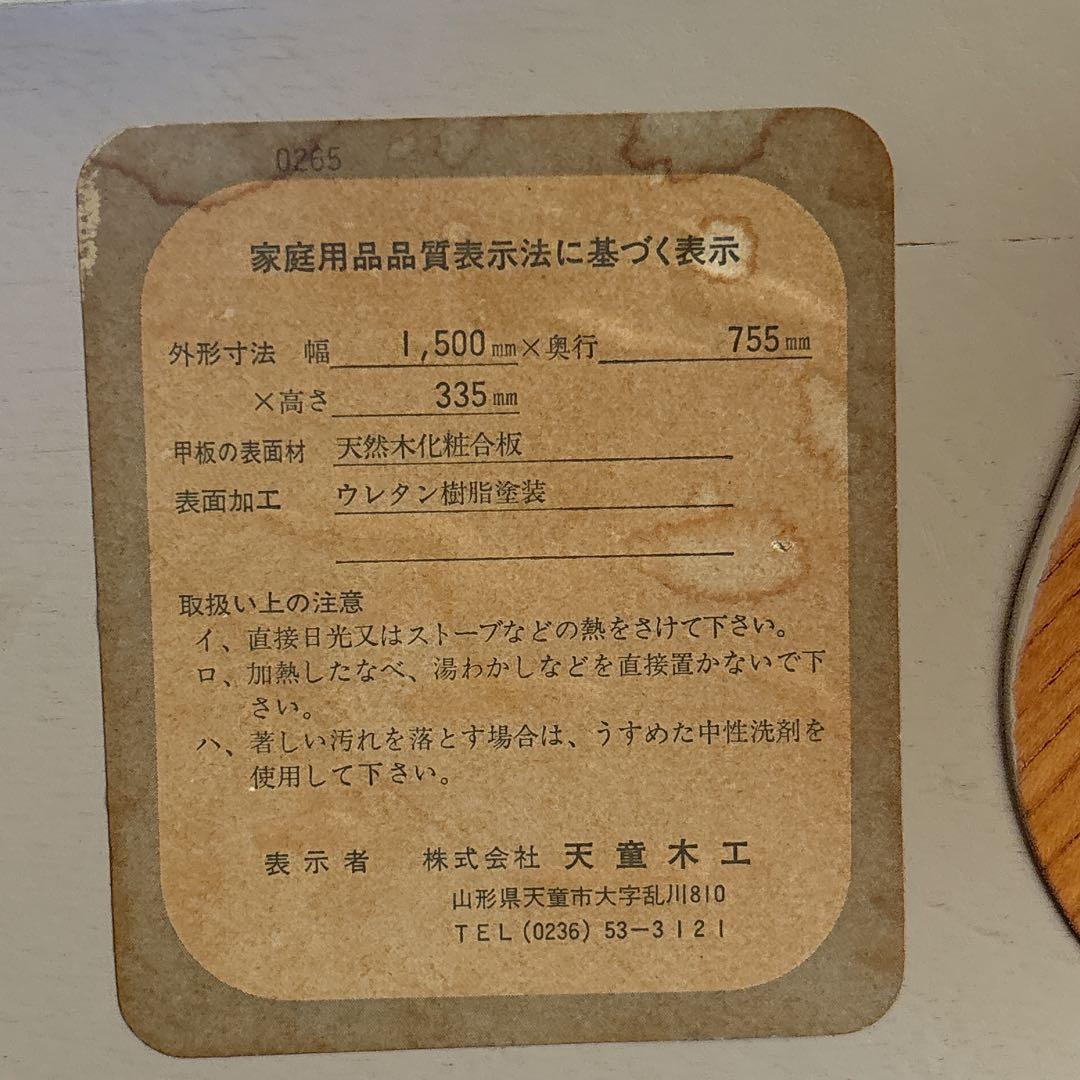 0265
家庭用品品質表示法に基づく表示
外形寸法 幅 1,500mm×奥行 755mm
×高さ 335mm
甲板の表面材 天然木化粧合板
表面加工 ウレタン樹脂塗装
取扱い上の注意
イ、直接日光又はストーブなどの熱をさけて下さい。
ロ、加熱したなべ、湯わかしなどを直接置かないで下
さい。
ハ、著しい汚れを落とす場合は、うすめた中性洗剤を
使用して下さい。
表示者 株式会社 天童木工
山形県天童市大字乱川810
TEL(0236) 53-3121